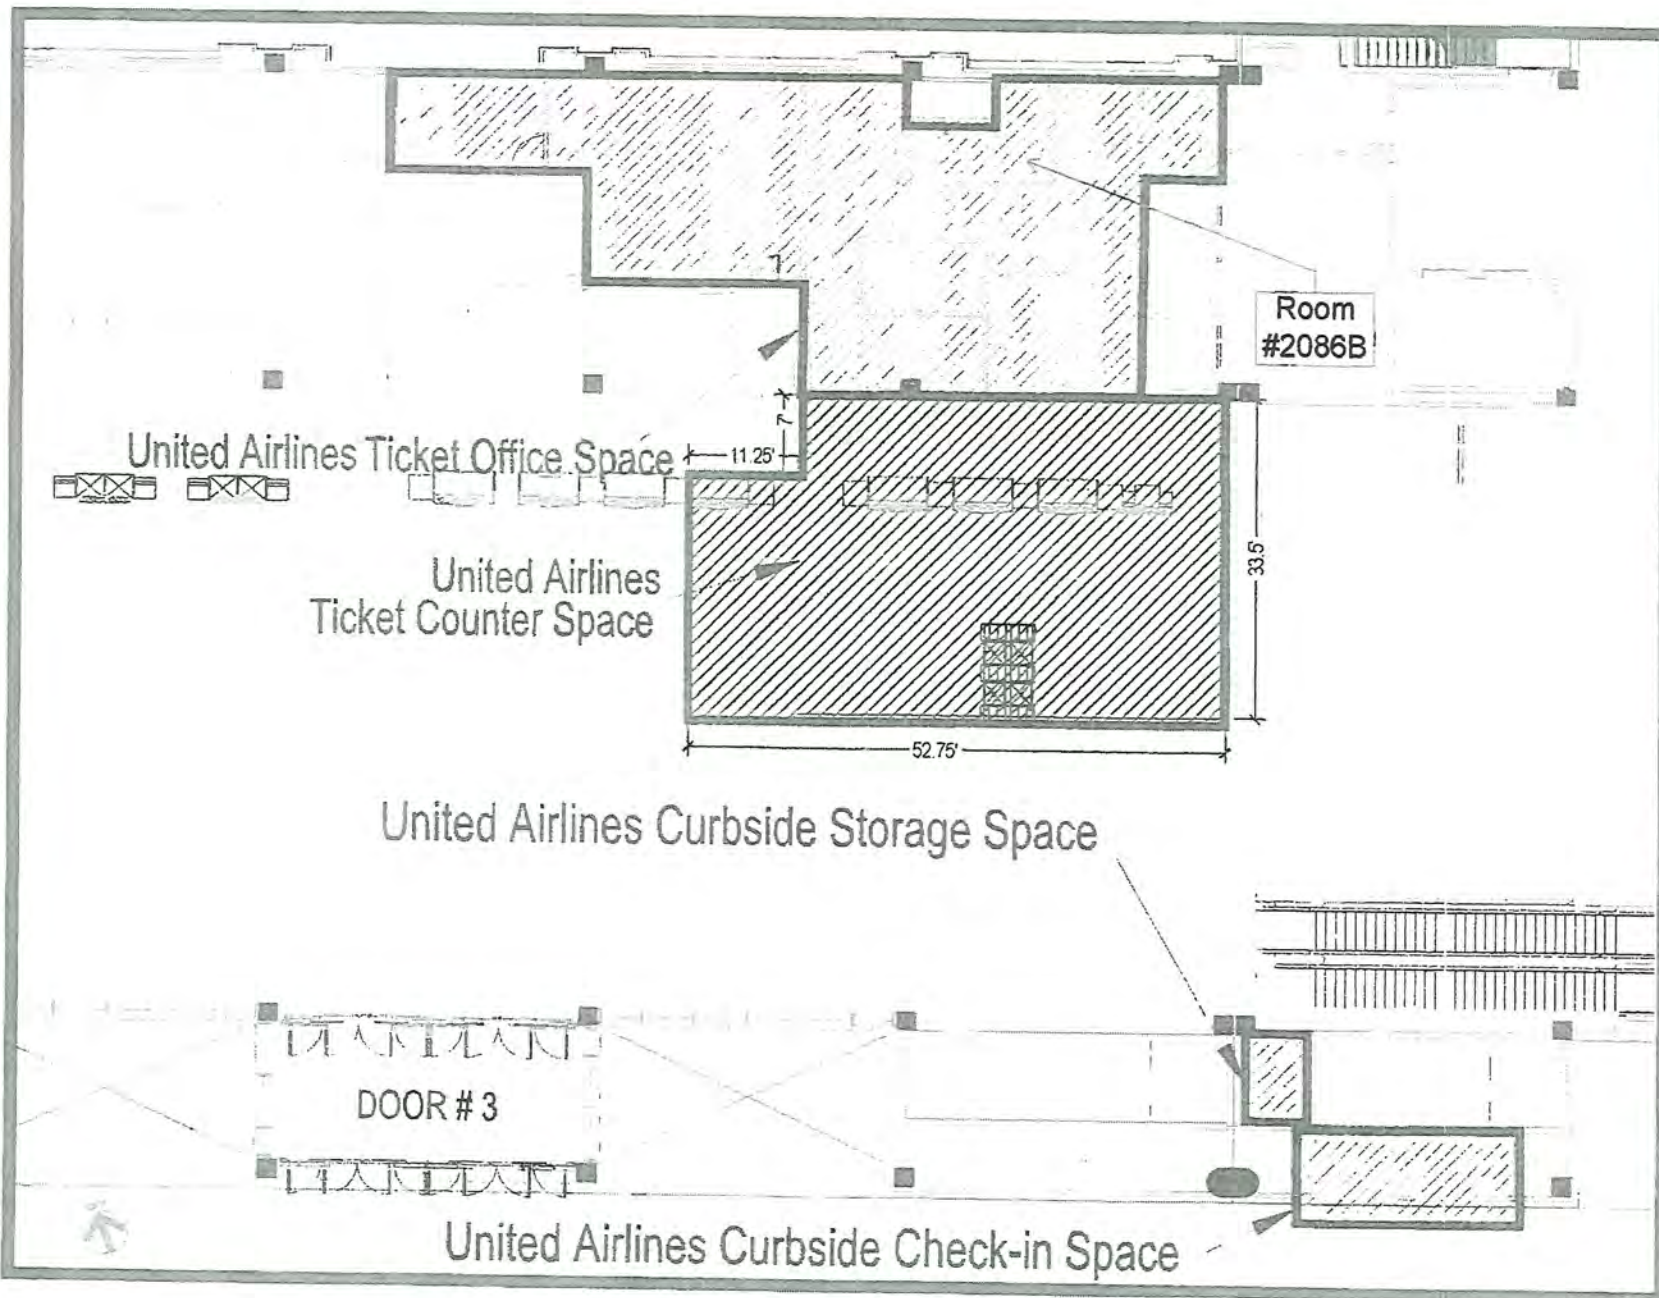 Room
#2086B
7'
United Airlines Ticket Office Space
11.25'
United Airlines
Ticket Counter Space
33.5'
52.75'
United Airlines Curbside Storage Space
DOOR # 3
United Airlines Curbside Check-in Space